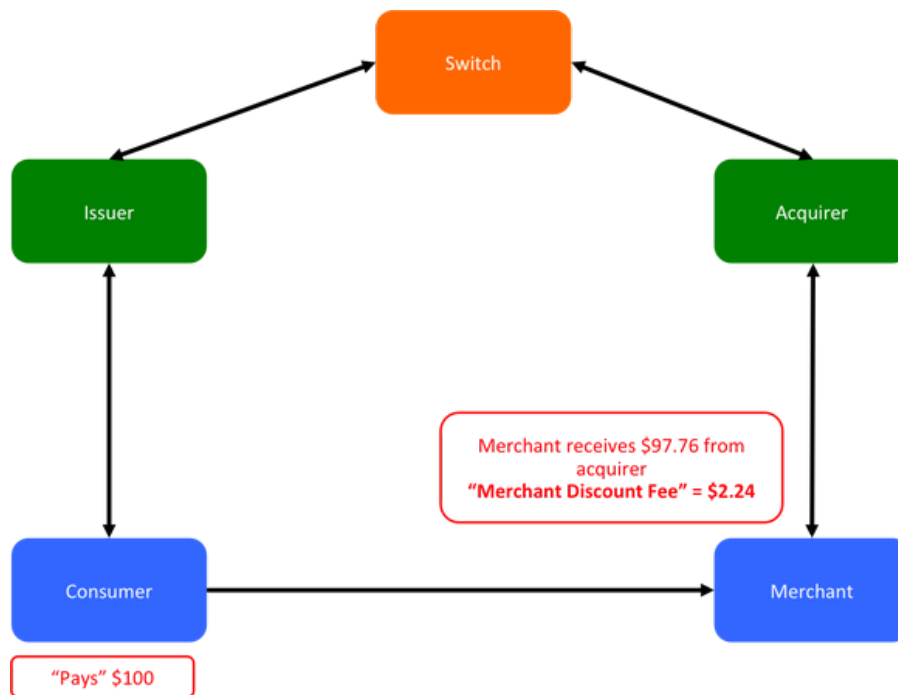 Switch
Issuer
Acquirer
Merchant receives $97.76 from
acquirer
“Merchant Discount Fee” = $2.24
Consumer
Merchant
“Pays” $100